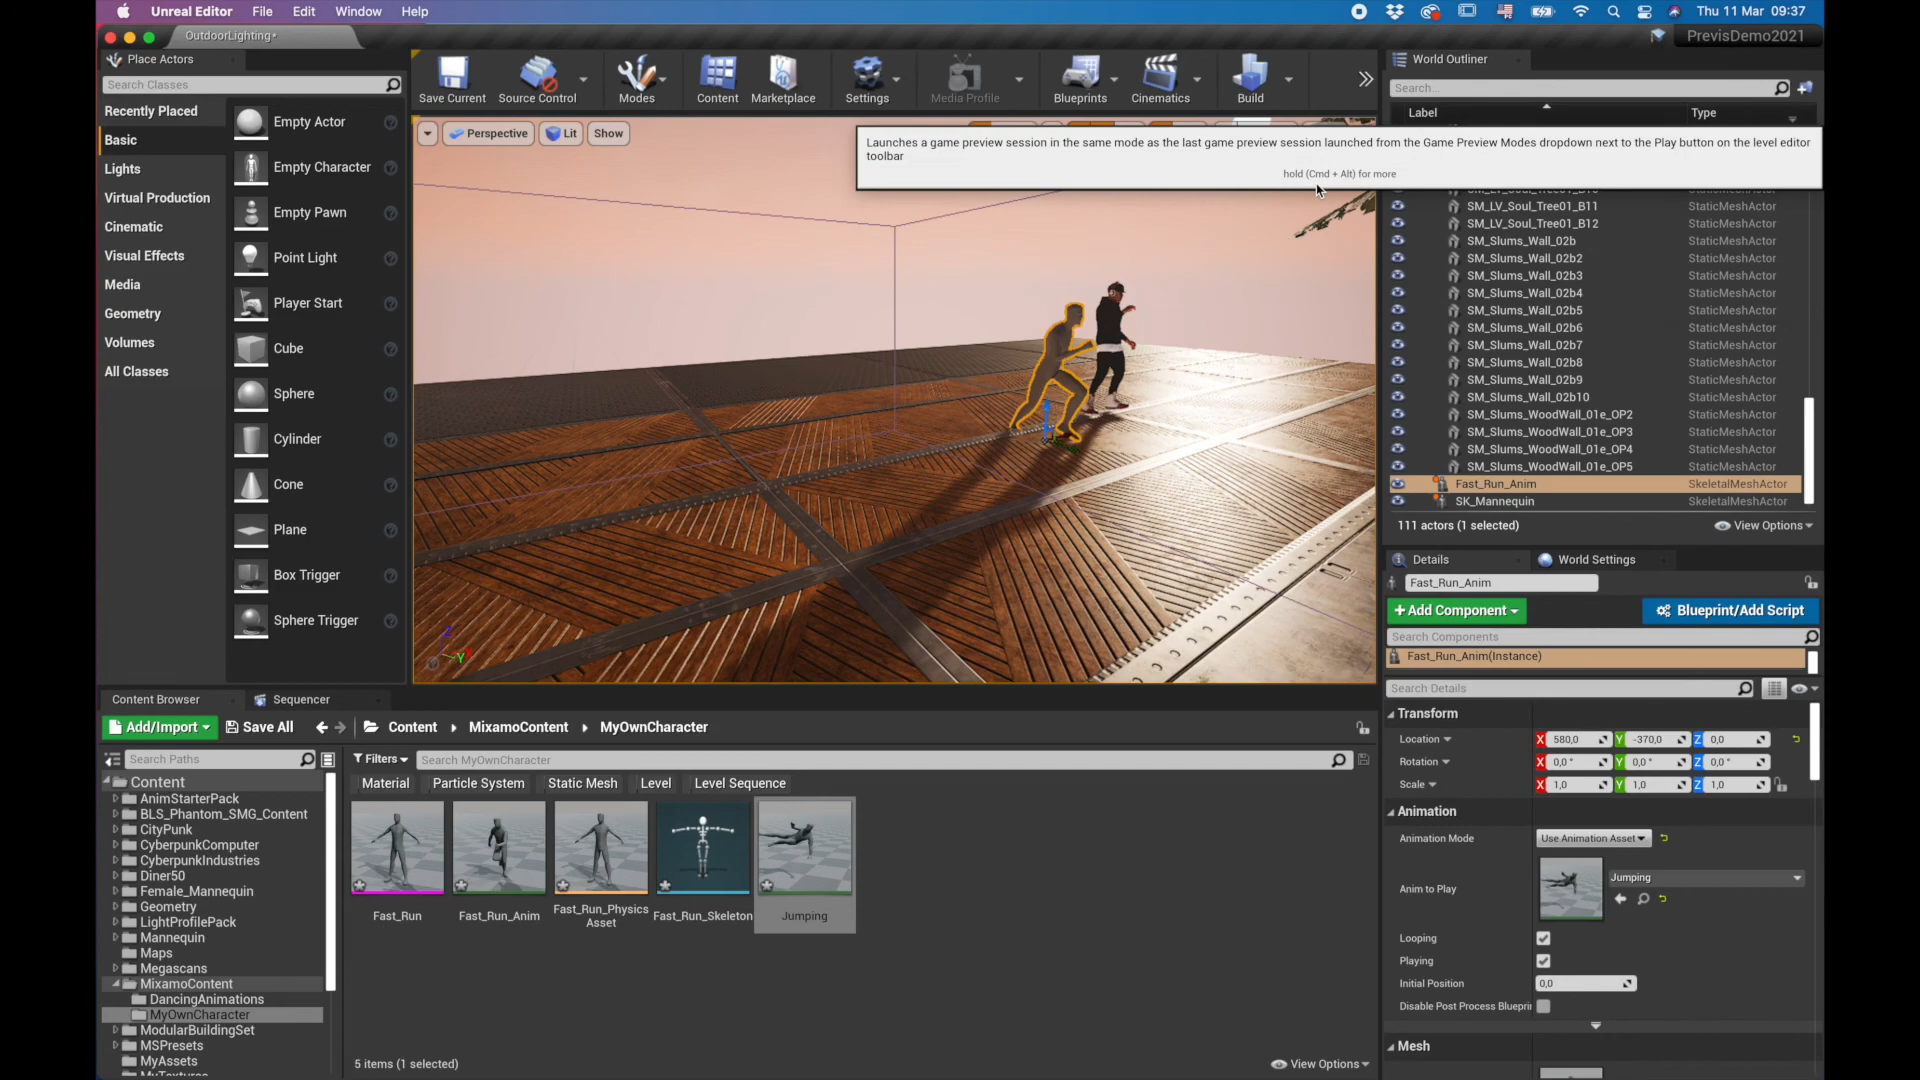 Unreal Editor File Edit Window Help
Thu 11 Mar 09:37
OutdoorLighting*
PrevisDemo2021
Place Actors
Search Classes
Recently Placed
Basic
Lights
Virtual Production
Cinematic
Visual Effects
Media
Geometry
Volumes
All Classes
Empty Actor
Empty Character
Empty Pawn
Point Light
Player Start
Cube
Sphere
Cylinder
Cone
Plane
Box Trigger
Sphere Trigger
Save Current
Source Control
Modes
Content
Marketplace
Settings
Media Profile
Blueprints
Cinematics
Build
Perspective
Lit
Show
Launches a game preview session in the same mode as the last game preview session launched from the Game Preview Modes dropdown next to the Play button on the level editor
toolbar
hold (Cmd + Alt) for more
World Outliner
Search...
Label Type
SM_LV_Soul_Tree01_B11 StaticMeshActor
SM_LV_Soul_Tree01_B12 StaticMeshActor
SM_Slums_Wall_02b StaticMeshActor
SM_Slums_Wall_02b2 StaticMeshActor
SM_Slums_Wall_02b3 StaticMeshActor
SM_Slums_Wall_02b4 StaticMeshActor
SM_Slums_Wall_02b5 StaticMeshActor
SM_Slums_Wall_02b6 StaticMeshActor
SM_Slums_Wall_02b7 StaticMeshActor
SM_Slums_Wall_02b8 StaticMeshActor
SM_Slums_Wall_02b9 StaticMeshActor
SM_Slums_Wall_02b10 StaticMeshActor
SM_Slums_WoodWall_01e_OP2 StaticMeshActor
SM_Slums_WoodWall_01e_OP3 StaticMeshActor
SM_Slums_WoodWall_01e_OP4 StaticMeshActor
SM_Slums_WoodWall_01e_OP5 StaticMeshActor
Fast_Run_Anim SkeletalMeshActor
SK_Mannequin SkeletalMeshActor
111 actors (1 selected)
View Options
Details
World Settings
Fast_Run_Anim
+Add Component
Blueprint/Add Script
Search Components
Fast_Run_Anim(Instance)
Search Details
Transform
Location X 580,0 Y -370,0 Z 0,0
Rotation X 0,0 ° Y 0,0 ° Z 0,0 °
Scale X 1,0 Y 1,0 Z 1,0
Animation
Animation Mode Use Animation Asset
Anim to Play Jumping
Looping
Playing
Initial Position 0,0
Disable Post Process Blueprin
Mesh
Z
Y
Content Browser
Sequencer
Add/Import
Save All
Content
MixamoContent
MyOwnCharacter
Search Paths
Filters
Search MyOwnCharacter
Material
Particle System
Static Mesh
Level
Level Sequence
Content
AnimStarterPack
BLS_Phantom_SMG_Content
CityPunk
CyberpunkComputer
CyberpunkIndustries
Diner50
Female_Mannequin
Geometry
LightProfilePack
Mannequin
Maps
Megascans
MixamoContent
DancingAnimations
MyOwnCharacter
ModularBuildingSet
MSPresets
MyAssets
Fast_Run
Fast_Run_Anim
Fast_Run_Physics
Asset
Fast_Run_Skeleton
Jumping
5 items (1 selected)
View Options